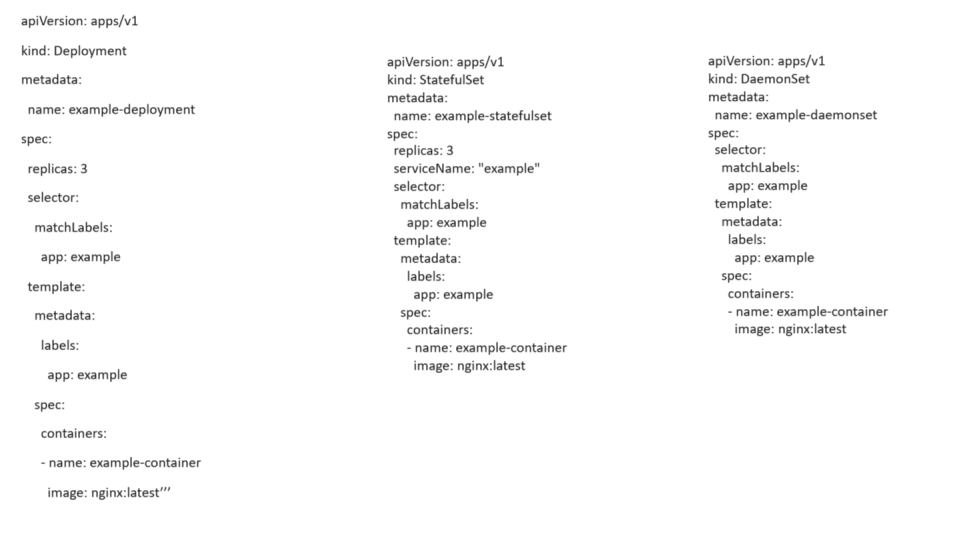 apiVersion: apps/v1
kind: Deployment
metadata:
  name: example-deployment
spec:
  replicas: 3
  selector:
    matchLabels:
      app: example
  template:
    metadata:
      labels:
        app: example
    spec:
      containers:
      - name: example-container
        image: nginx:latest’’’
apiVersion: apps/v1
kind: StatefulSet
metadata:
  name: example-statefulset
spec:
  replicas: 3
  serviceName: "example"
  selector:
    matchLabels:
      app: example
  template:
    metadata:
      labels:
        app: example
    spec:
      containers:
      - name: example-container
        image: nginx:latest
apiVersion: apps/v1
kind: DaemonSet
metadata:
  name: example-daemonset
spec:
  selector:
    matchLabels:
      app: example
  template:
    metadata:
      labels:
        app: example
    spec:
      containers:
      - name: example-container
        image: nginx:latest